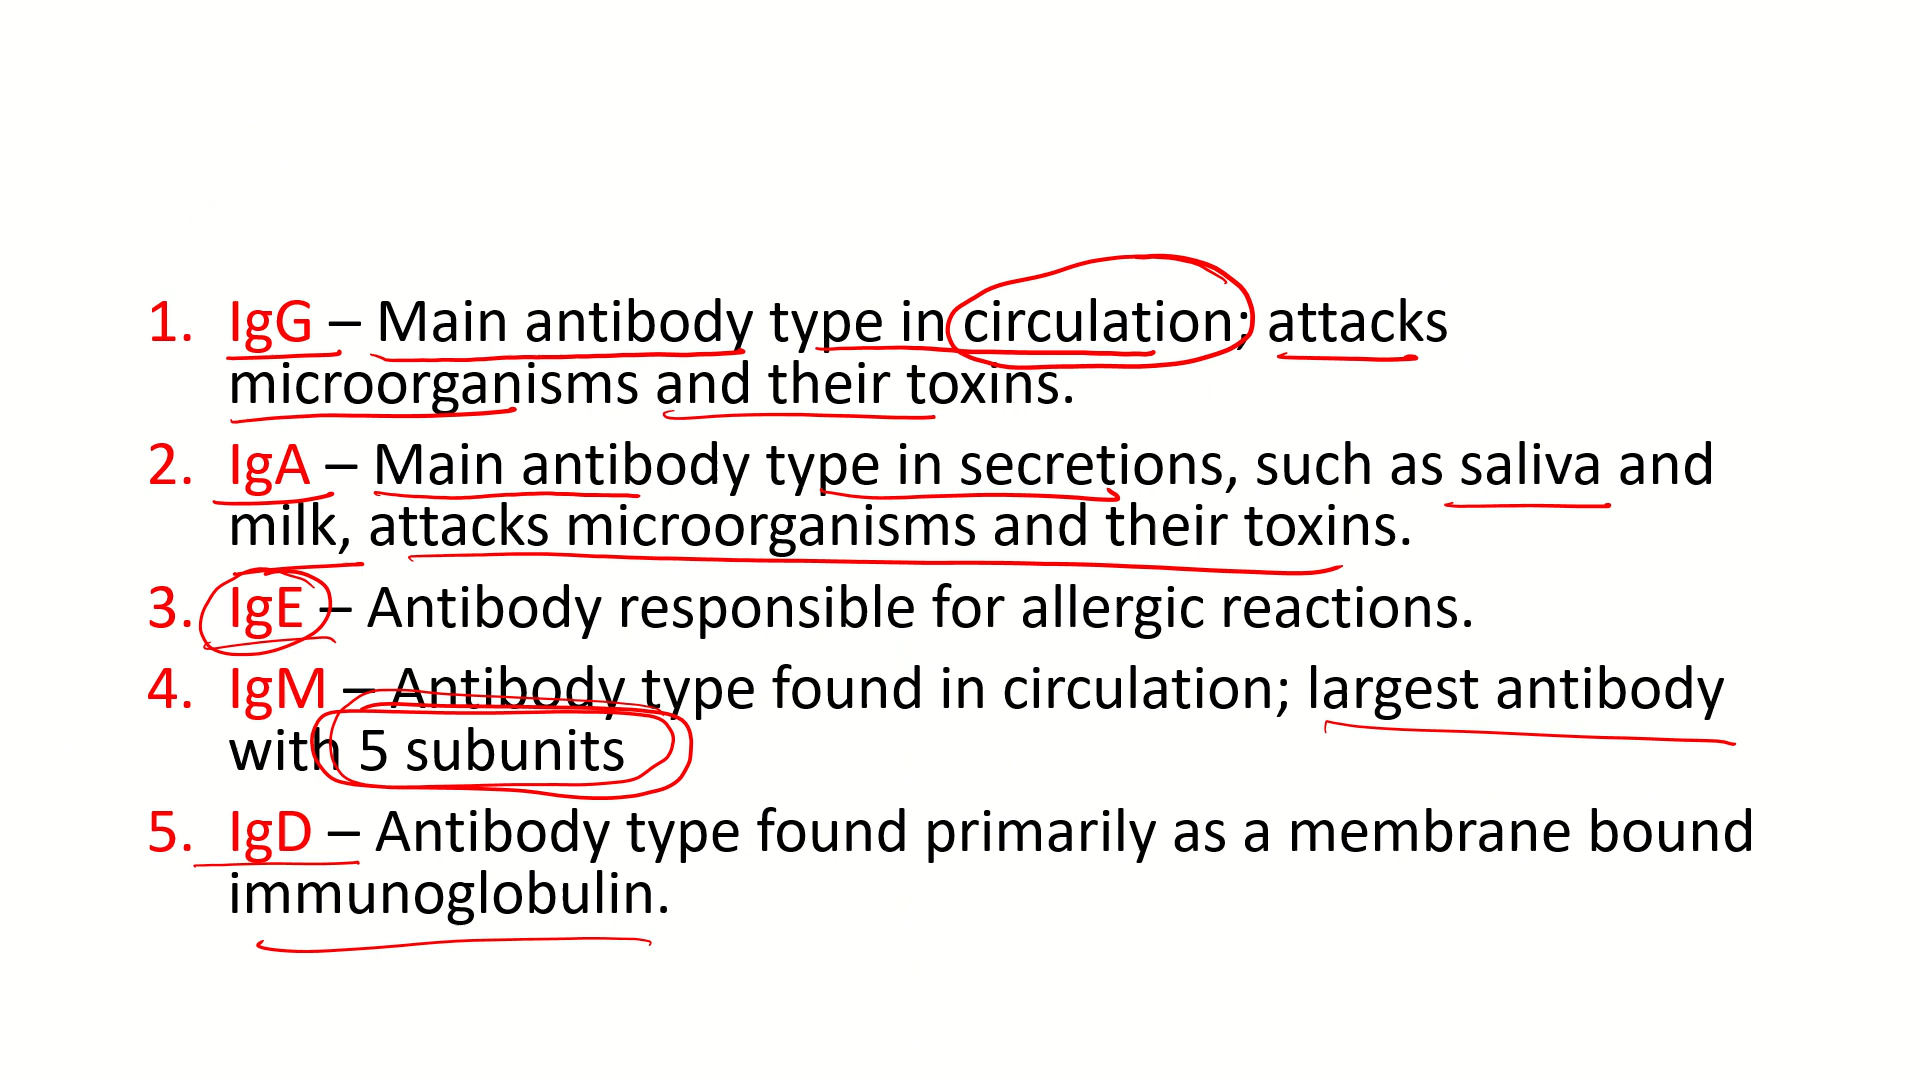 1. IgG – Main antibody type in circulation; attacks
microorganisms and their toxins.
2. IgA – Main antibody type in secretions, such as saliva and
milk, attacks microorganisms and their toxins.
3. IgE – Antibody responsible for allergic reactions.
4. IgM – Antibody type found in circulation; largest antibody
with 5 subunits
5. IgD – Antibody type found primarily as a membrane bound
immunoglobulin.